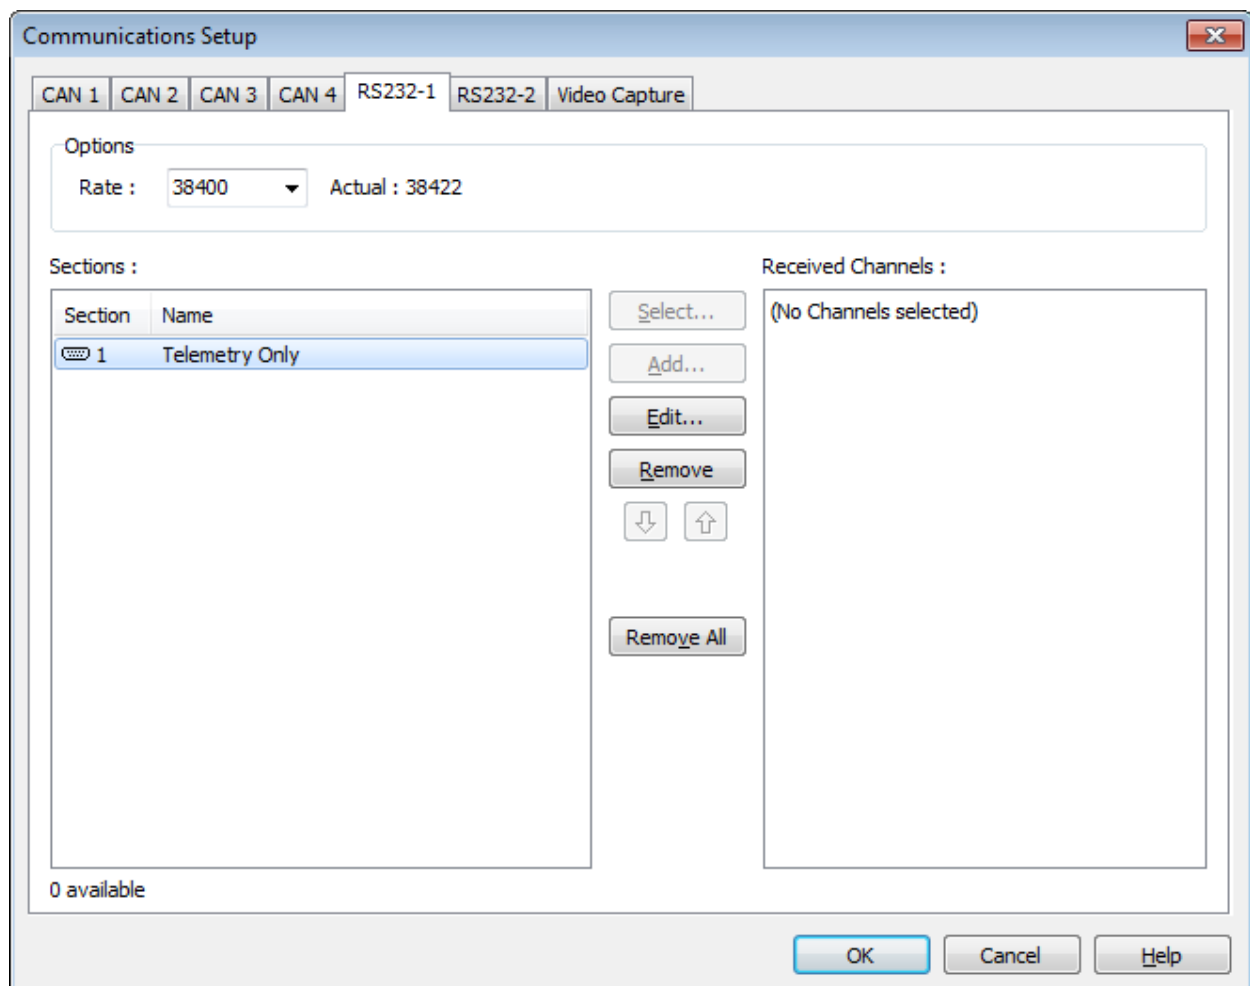 Communications Setup
CAN 1 CAN 2 CAN 3 CAN 4 RS232-1 RS232-2 Video Capture
Options
Rate : 38400 Actual : 38422
Sections :
Received Channels :
Section Name
1 Telemetry Only
Select...
Add...
Edit...
Remove
Remove All
(No Channels selected)
0 available
OK Cancel Help